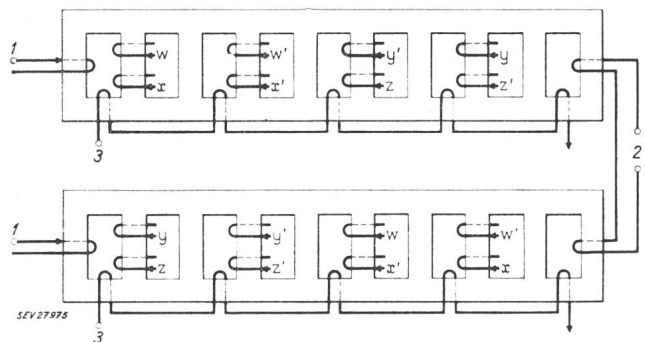 1
w w' y' y
x x' z z'
3
2
1
y y' w w'
z z' x' x
SEV27975
3